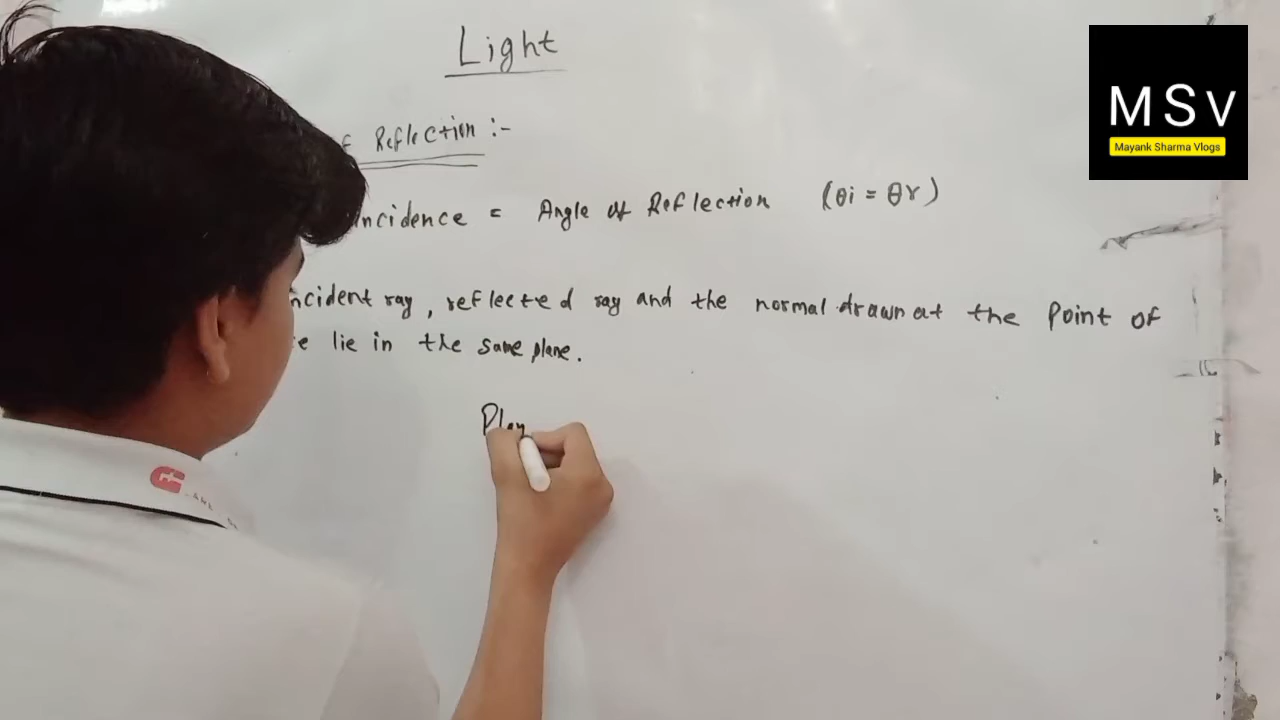 Light
Reflection :-
ncidence = Angle of Reflection (θi = θr)
ncident ray, reflected ray and the normal drawn at the Point of
e lie in the same plane.
Plan
MSV
Mayank Sharma Vlogs